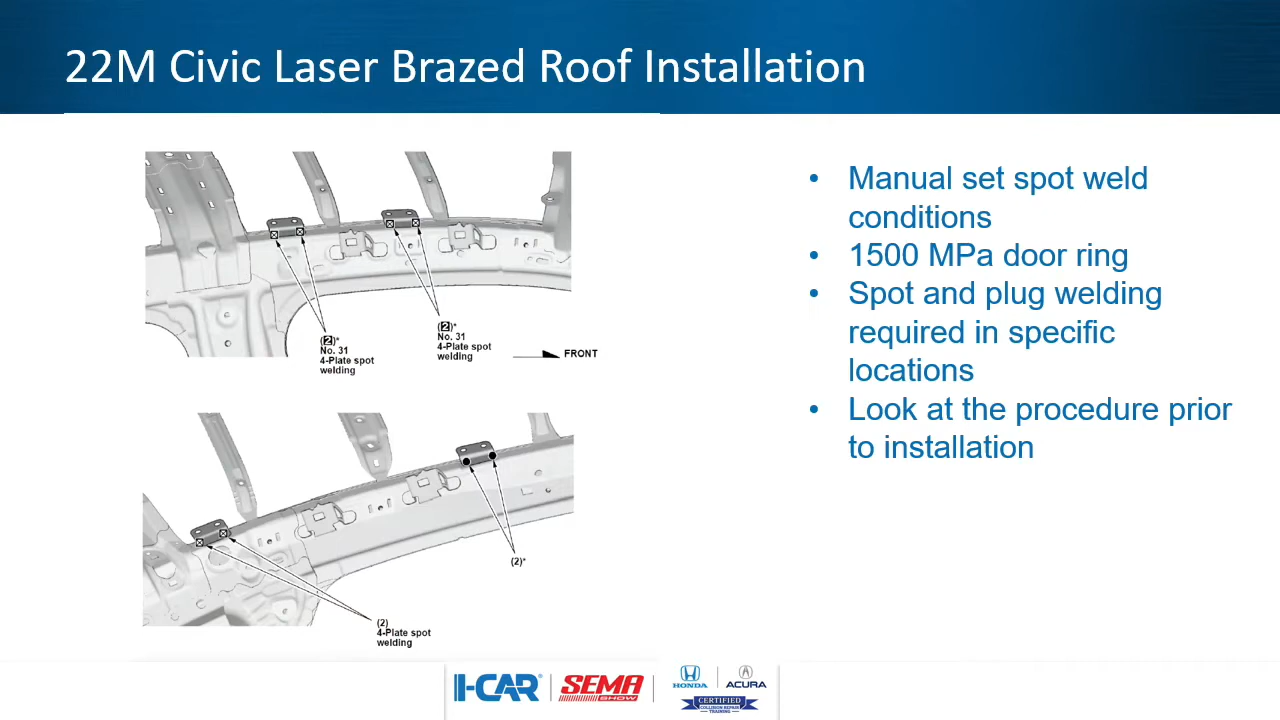 22M Civic Laser Brazed Roof Installation
(2)*
No. 31
4-Plate spot
welding
(2)*
No. 31
4-Plate spot
welding
FRONT
(2)*
(2)
4-Plate spot
welding
• Manual set spot weld
conditions
• 1500 MPa door ring
• Spot and plug welding
required in specific
locations
• Look at the procedure prior
to installation
I-CAR®
SEMA
SHOW
HONDA
ACURA
CERTIFIED
COLLISION REPAIR
TRAINING